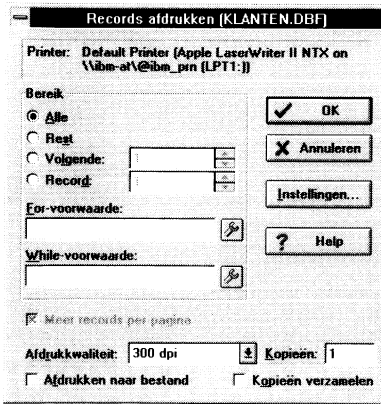 Records afdrukken (KLANTEN.DBF)
Printer: Default Printer (Apple LaserWriter II NTX on
\\ibm-at\@ibm_prn (LPT1:))
Bereik
Alle
Rest
Volgende: 1
Record: 1
For-voorwaarde:
While-voorwaarde:
OK
Annuleren
Instellingen...
? Help
Meer records per pagina
Afdrukkwaliteit: 300 dpi
Kopieën: 1
Afdrukken naar bestand
Kopieën verzamelen